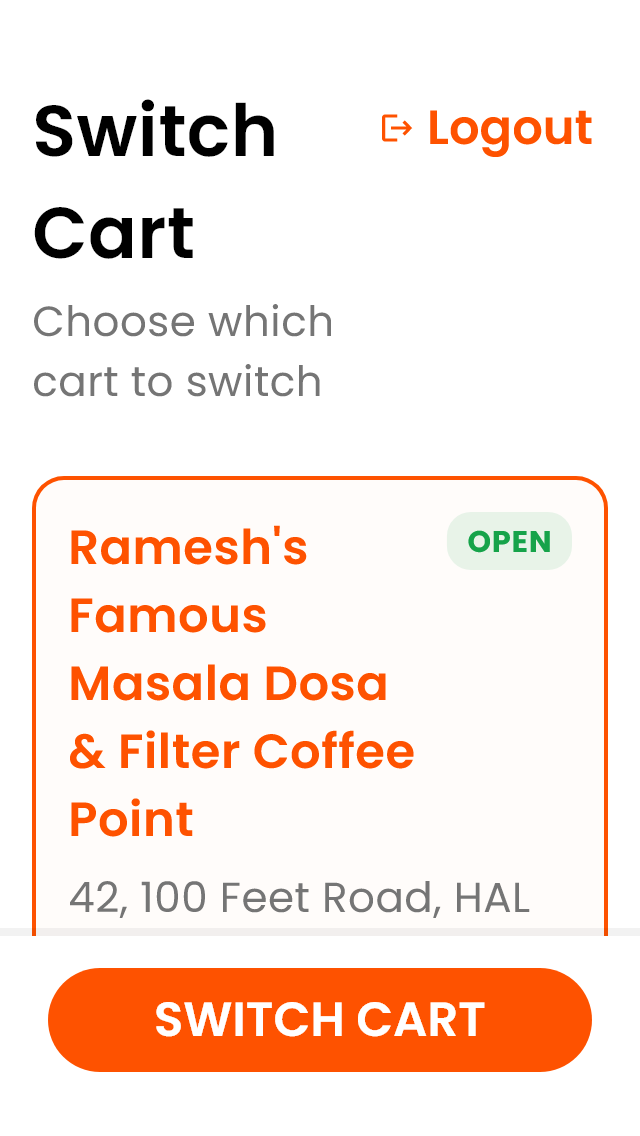 Switch
Cart
Logout
Choose which
cart to switch
Ramesh's
Famous
Masala Dosa
& Filter Coffee
Point
OPEN
42, 100 Feet Road, HAL
SWITCH CART